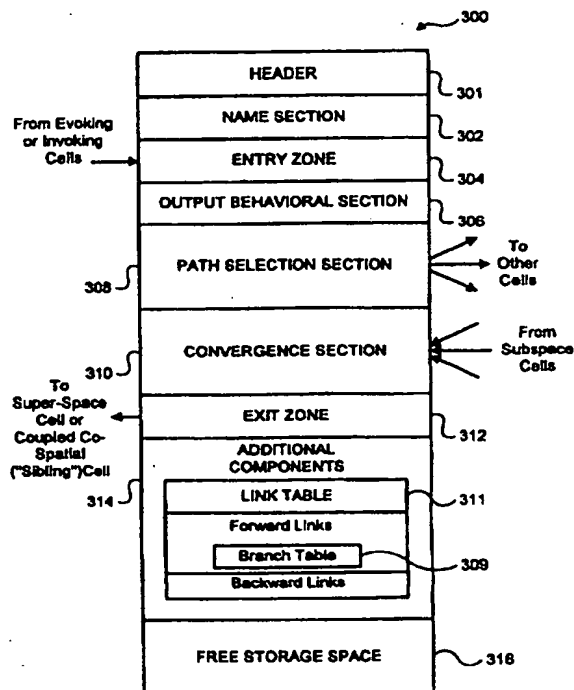 300
HEADER
301
NAME SECTION
302
From Evoking
or Invoking
Cells
ENTRY ZONE
304
OUTPUT BEHAVIORAL SECTION
306
PATH SELECTION SECTION
308
To
Other
Cells
CONVERGENCE SECTION
310
From
Subspace
Cells
To
Super-Space
Cell or
Coupled Co-
Spatial
("Sibling")Cell
EXIT ZONE
312
ADDITIONAL
COMPONENTS
314
LINK TABLE
311
Forward Links
Branch Table
309
Backward Links
FREE STORAGE SPACE
316